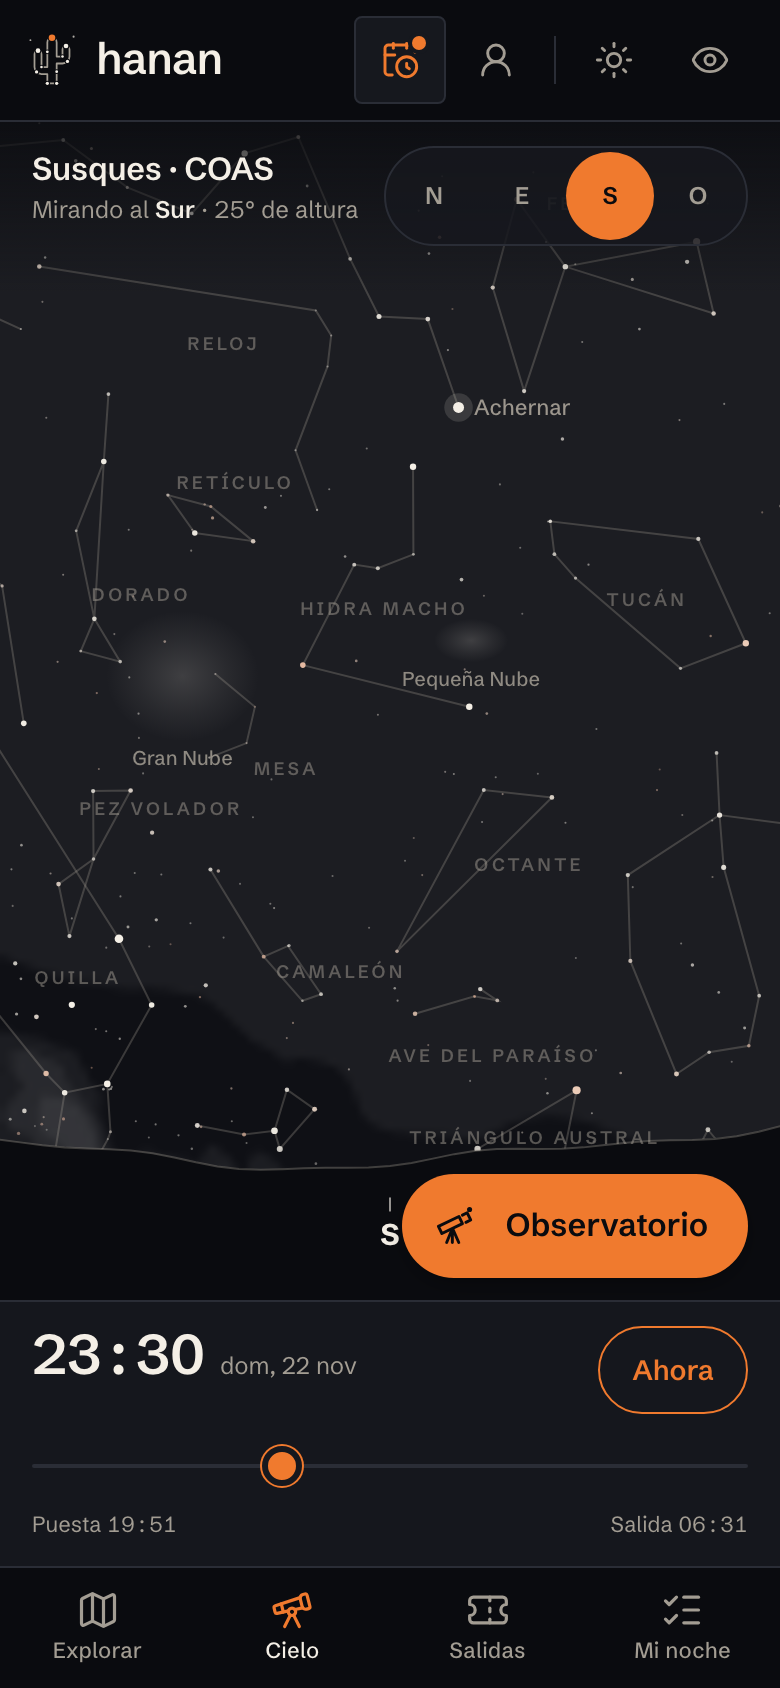 hanan
Susques · COAS
Mirando al Sur · 25° de altura
N E S O
RELOJ
Achernar
RETÍCULO
DORADO
HIDRA MACHO
TUCÁN
Pequeña Nube
Gran Nube
MESA
PEZ VOLADOR
OCTANTE
QUILLA
CAMALEÓN
AVE DEL PARAÍSO
TRIÁNGULO AUSTRAL
S
Observatorio
23:30 dom, 22 nov
Ahora
Puesta 19:51
Salida 06:31
Explorar
Cielo
Salidas
Mi noche